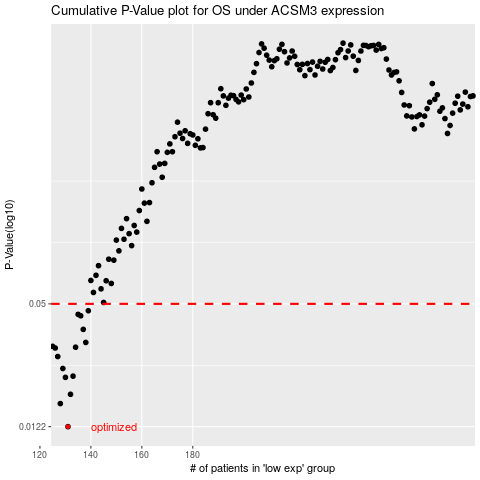 Cumulative P-Value plot for OS under ACSM3 expression
P-Value(log10)
0.05
0.0122
optimized
120 140 160 180
# of patients in 'low exp' group